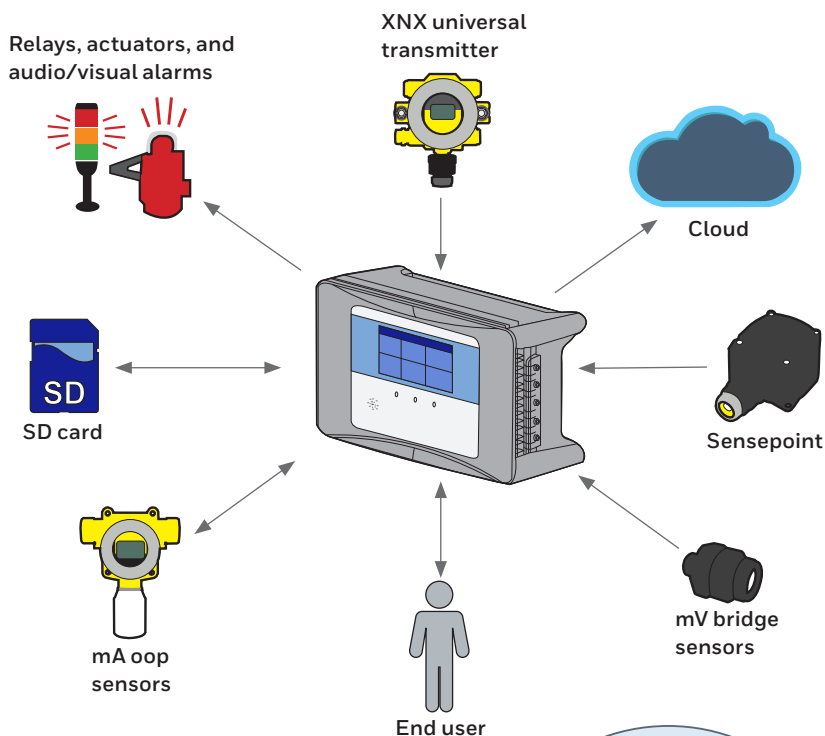 XNX universal
transmitter
Relays, actuators, and
audio/visual alarms
Cloud
SD
SD card
Sensepoint
mV bridge
sensors
mA oop
sensors
End user